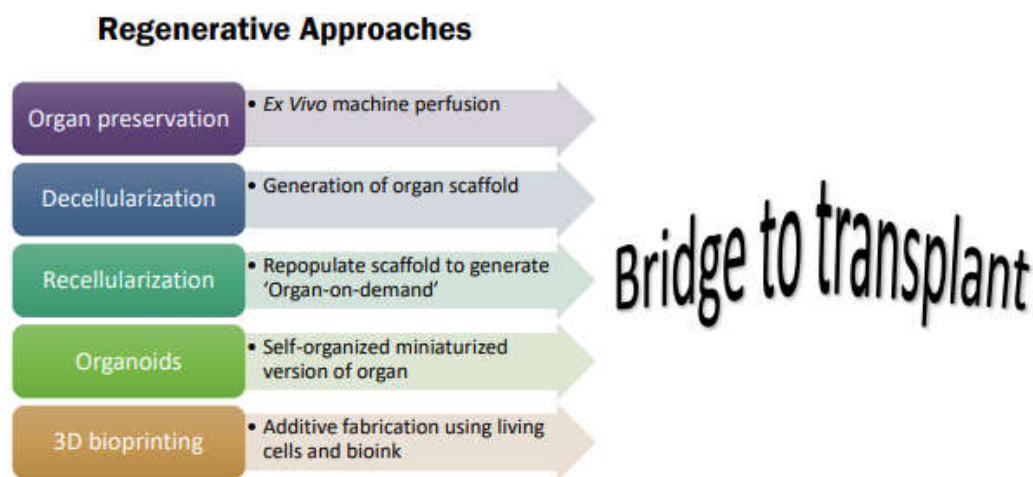 Regenerative Approaches
Organ preservation
• Ex Vivo machine perfusion
Decellularization
• Generation of organ scaffold
Recellularization
• Repopulate scaffold to generate
‘Organ-on-demand’
Organoids
• Self-organized miniaturized
version of organ
3D bioprinting
• Additive fabrication using living
cells and bioink
Bridge to transplant